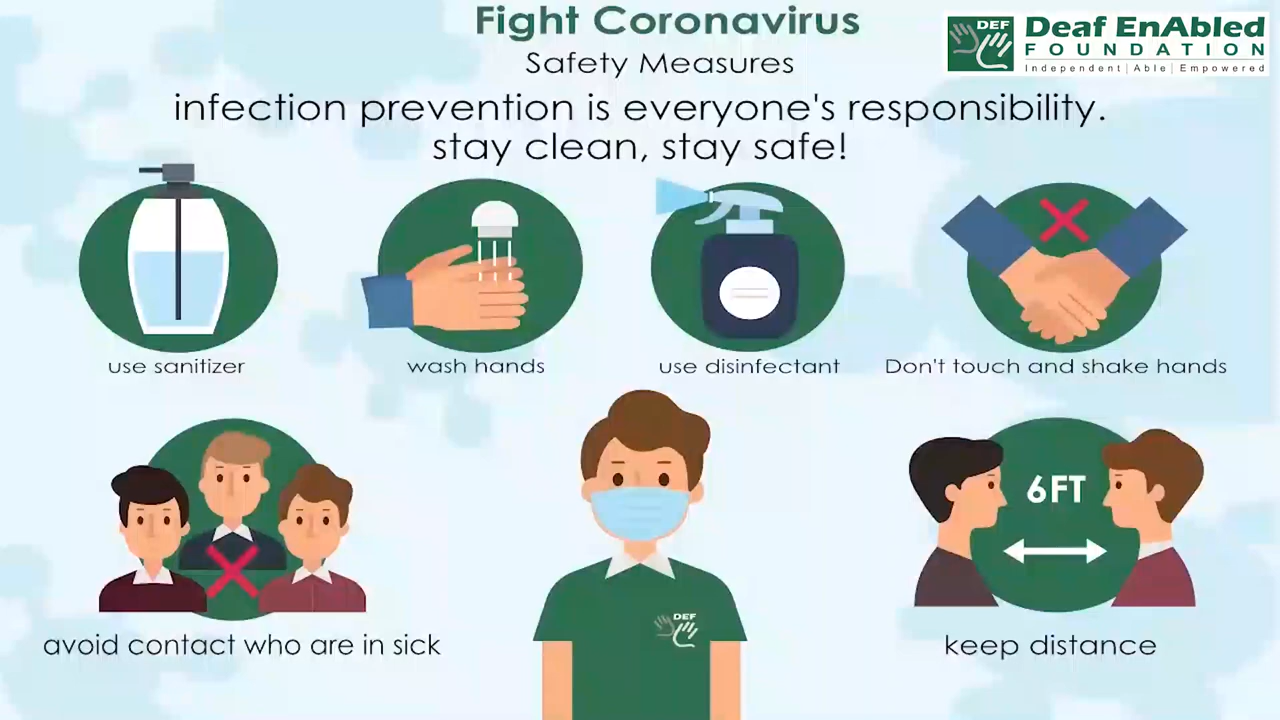 Fight Coronavirus
Safety Measures
DEF
Deaf EnAbled
FOUNDATION
Independent | Able | Empowered
infection prevention is everyone's responsibility.
stay clean, stay safe!
use sanitizer
wash hands
use disinfectant
Don't touch and shake hands
6FT
DEF
avoid contact who are in sick
keep distance